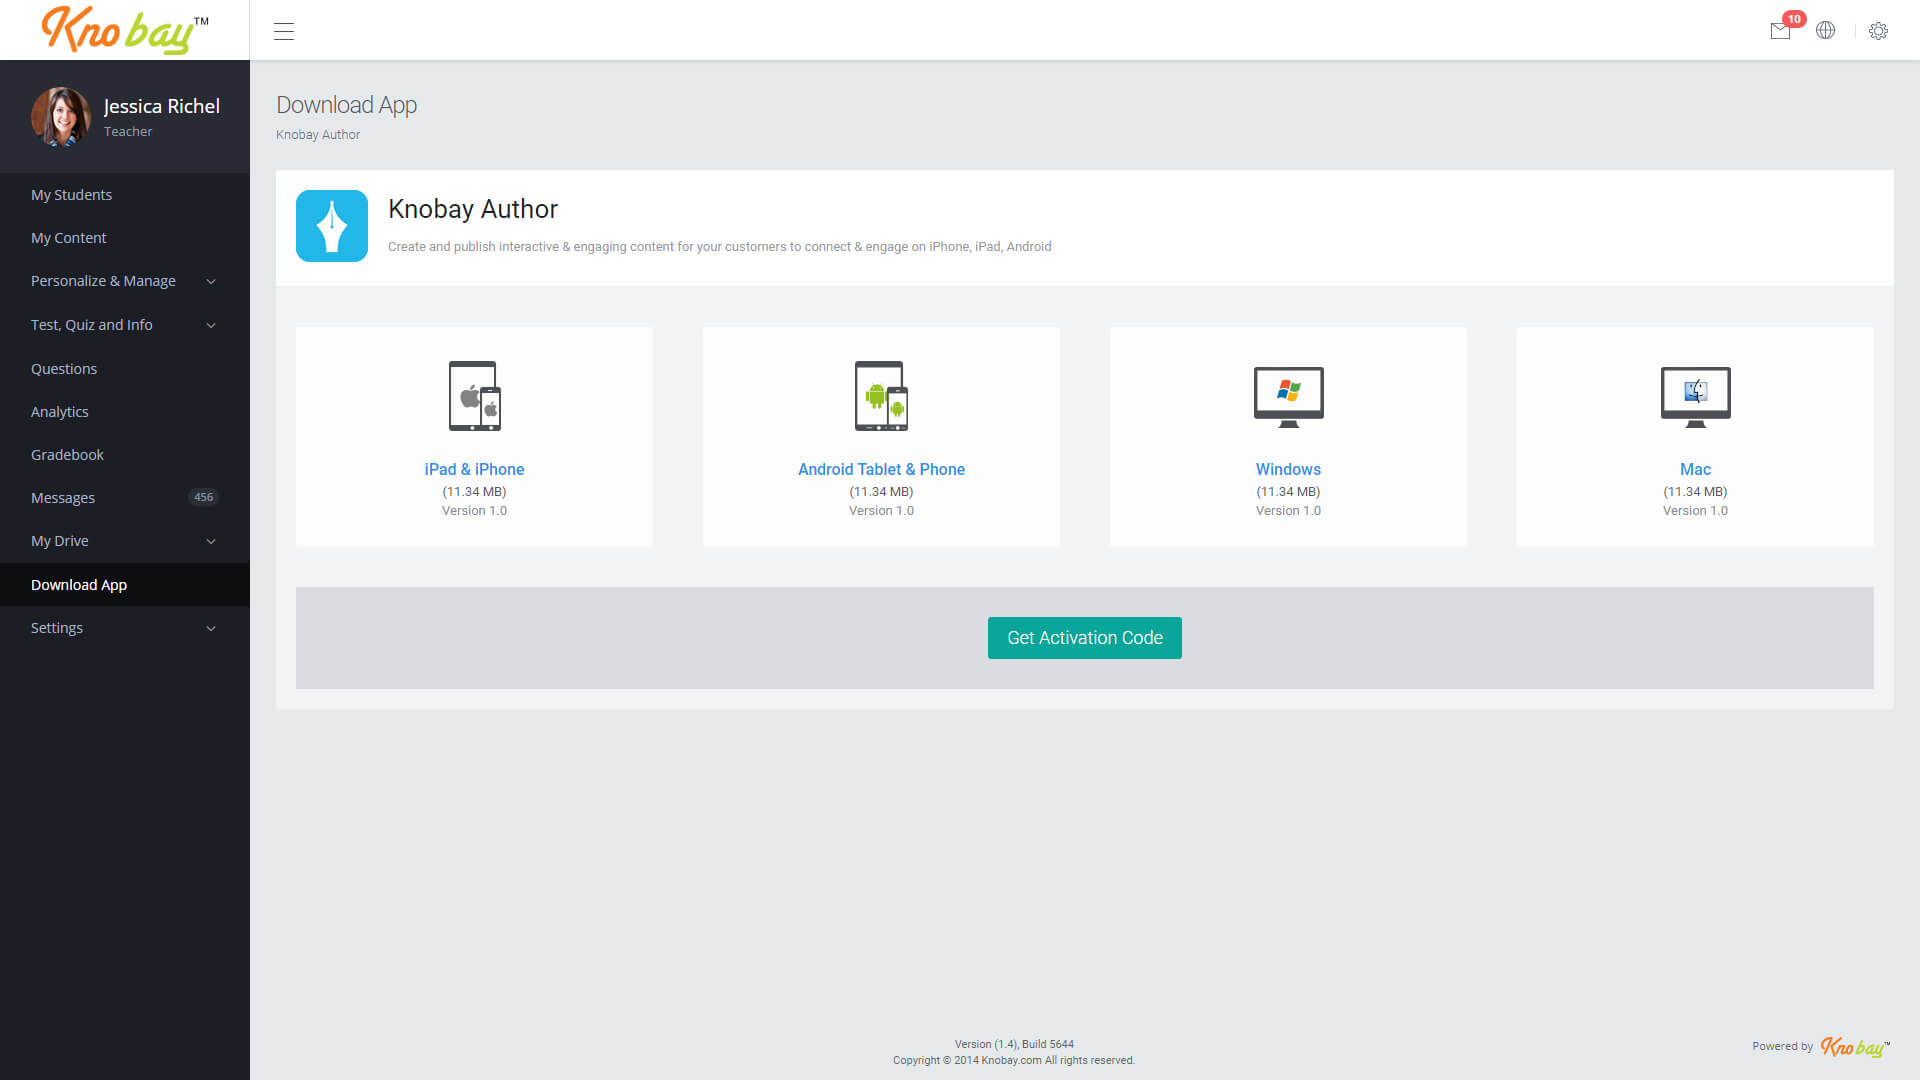 Knobay™
10
Jessica Richel
Teacher
My Students
My Content
Personalize & Manage
Test, Quiz and Info
Questions
Analytics
Gradebook
Messages 456
My Drive
Download App
Settings
Download App
Knobay Author
Knobay Author
Create and publish interactive & engaging content for your customers to connect & engage on iPhone, iPad, Android
iPad & iPhone
(11.34 MB)
Version 1.0
Android Tablet & Phone
(11.34 MB)
Version 1.0
Windows
(11.34 MB)
Version 1.0
Mac
(11.34 MB)
Version 1.0
Get Activation Code
Version (1.4), Build 5644
Copyright © 2014 Knobay.com All rights reserved.
Powered by Knobay™